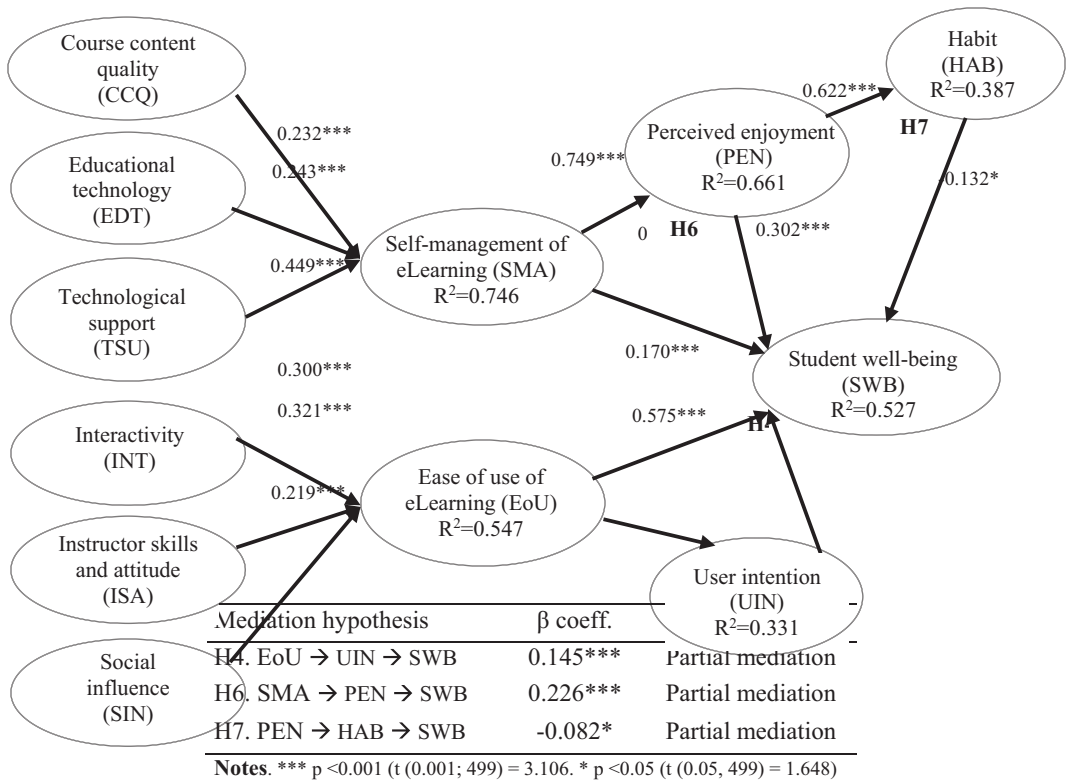 Course content
quality
(CCQ)
Educational
technology
(EDT)
Technological
support
(TSU)
Interactivity
(INT)
Instructor skills
and attitude
(ISA)
Social
influence
(SIN)
0.232***
0.243***
0.449***
0.300***
0.321***
0.219***
Self-management of
eLearning (SMA)
R²=0.746
Ease of use of
eLearning (EoU)
R²=0.547
0.749***
0
H6
Perceived enjoyment
(PEN)
R²=0.661
0.622***
H7
Habit
(HAB)
R²=0.387
-0.132*
0.302***
0.170***
0.575***
Student well-being
(SWB)
R²=0.527
User intention
(UIN)
R²=0.331
Mediation hypothesis β coeff.
H4. EoU → UIN → SWB 0.145*** Partial mediation
H6. SMA → PEN → SWB 0.226*** Partial mediation
H7. PEN → HAB → SWB -0.082* Partial mediation
Notes. *** p <0.001 (t (0.001; 499) = 3.106. * p <0.05 (t (0.05, 499) = 1.648)